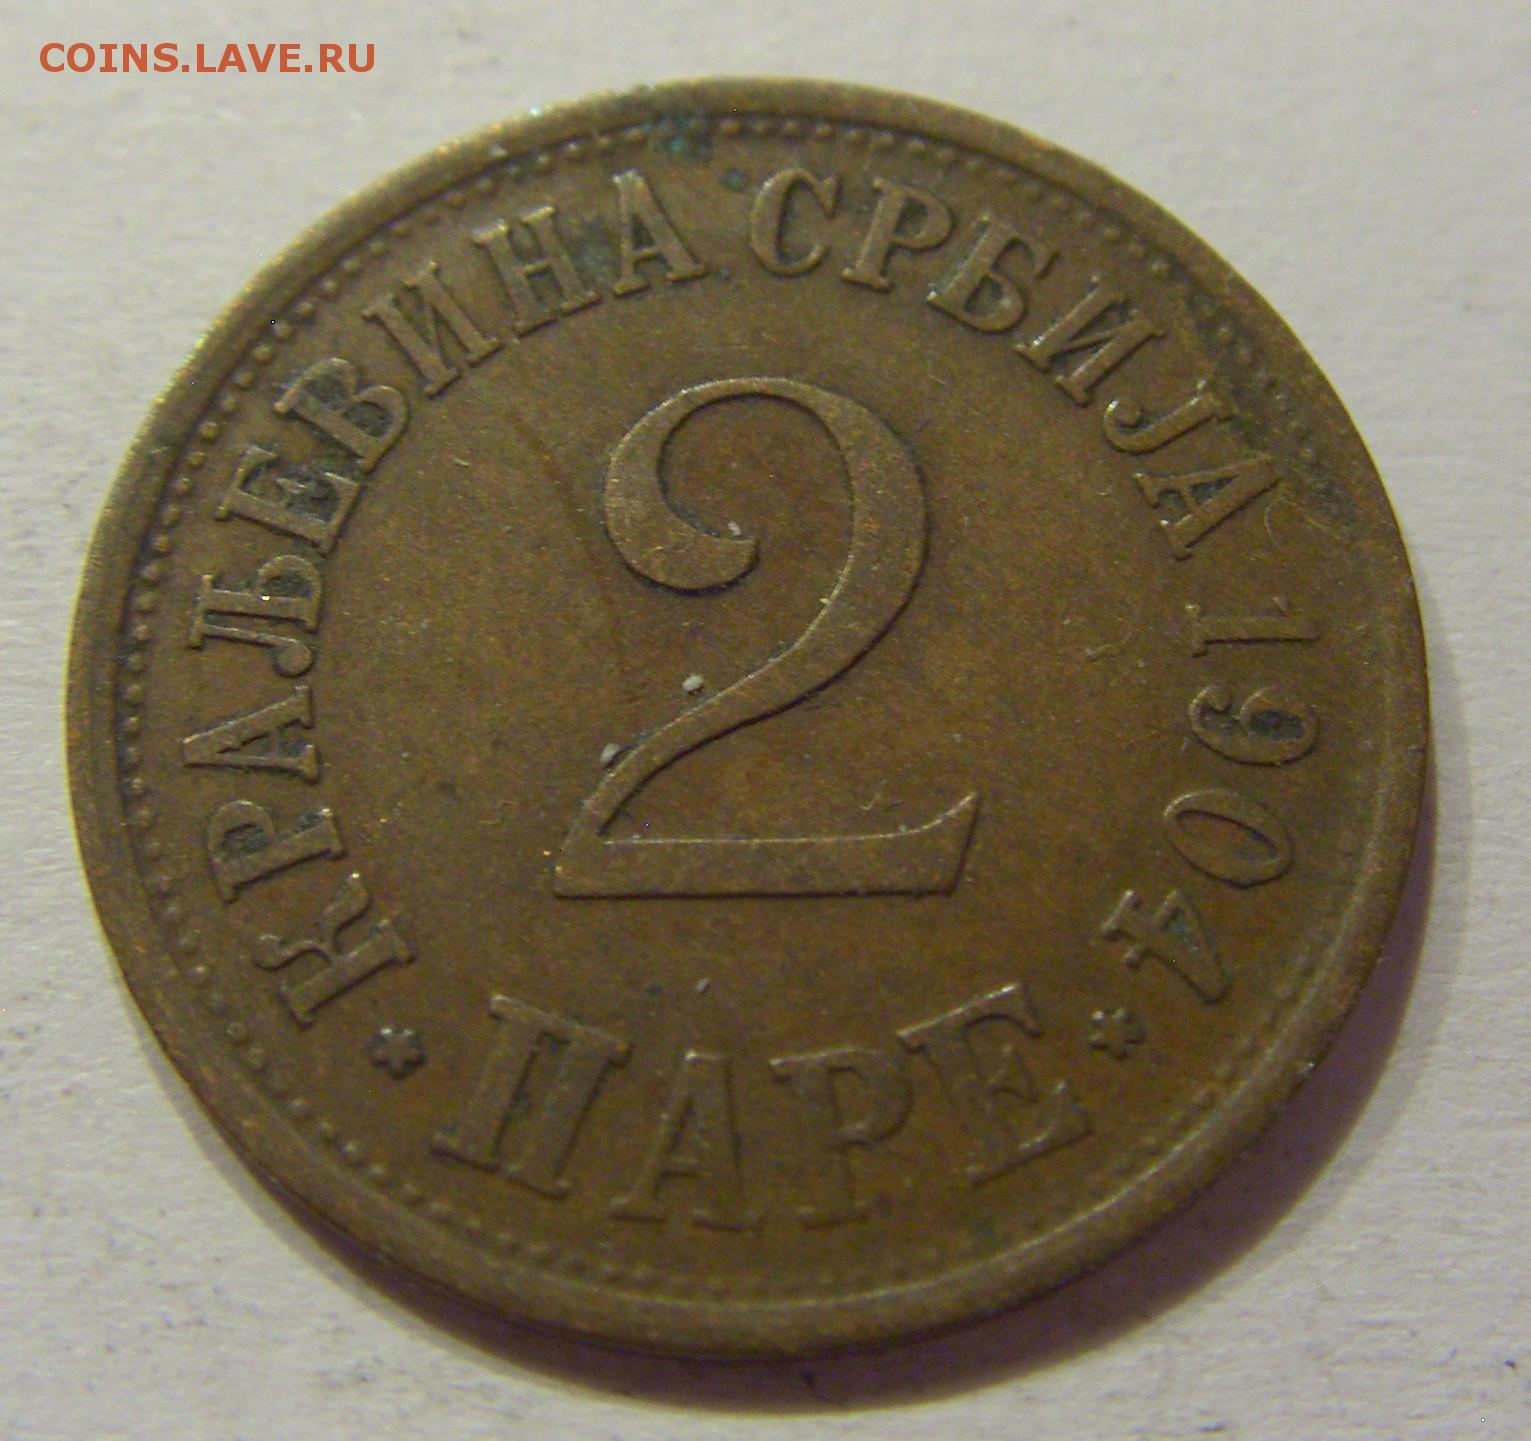 COINS.LAVE.RU
КРАЉЕВИНА СРБИЈА 1904
2
* ПАРЕ *